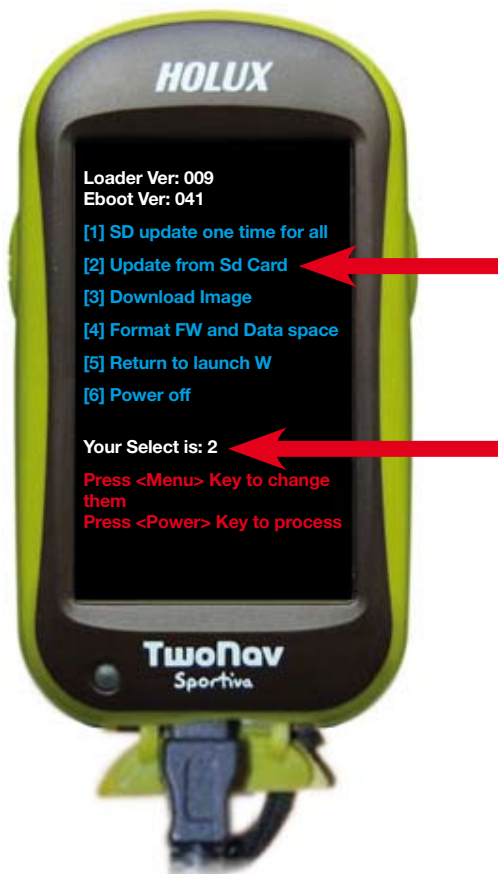 HOLUX
Loader Ver: 009
Eboot Ver: 041
[1] SD update one time for all
[2] Update from Sd Card
[3] Download Image
[4] Format FW and Data space
[5] Return to launch W
[6] Power off
Your Select is: 2
Press <Menu> Key to change
them
Press <Power> Key to process
TwoNav
Sportiva